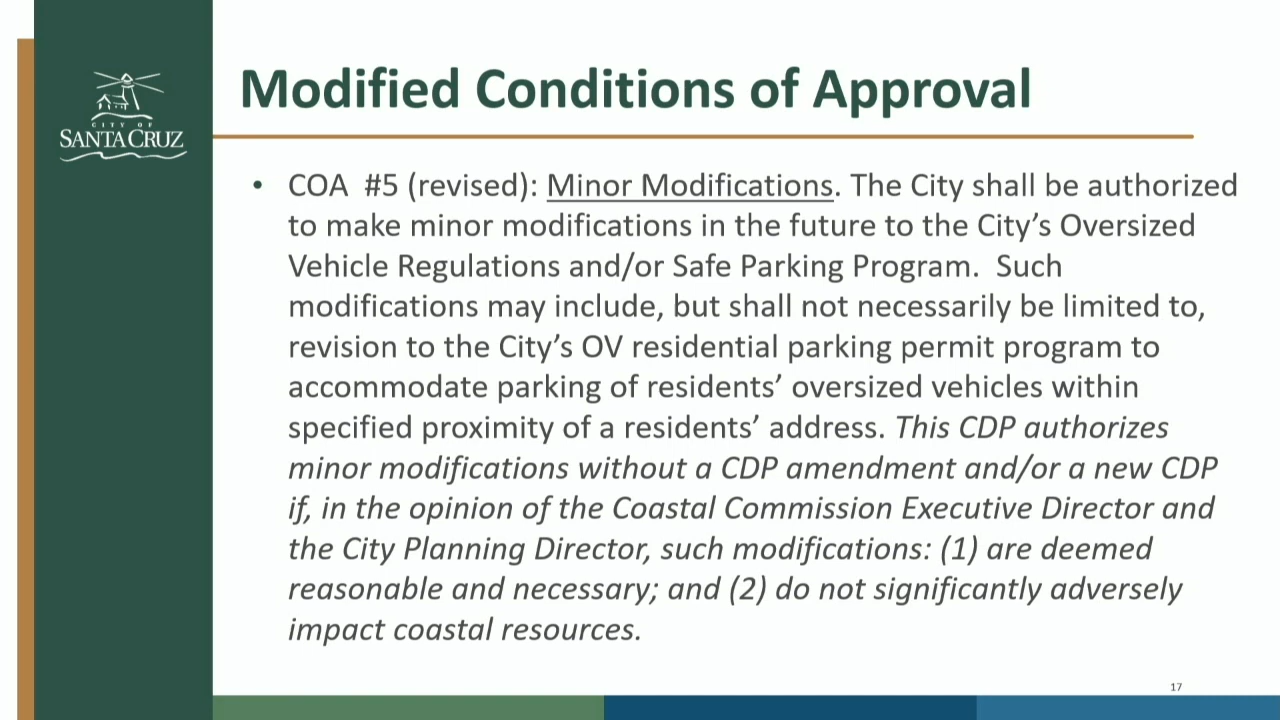 CITY OF
SANTA CRUZ
Modified Conditions of Approval
• COA  #5 (revised): Minor Modifications. The City shall be authorized
to make minor modifications in the future to the City’s Oversized
Vehicle Regulations and/or Safe Parking Program.  Such
modifications may include, but shall not necessarily be limited to,
revision to the City’s OV residential parking permit program to
accommodate parking of residents’ oversized vehicles within
specified proximity of a residents’ address. This CDP authorizes
minor modifications without a CDP amendment and/or a new CDP
if, in the opinion of the Coastal Commission Executive Director and
the City Planning Director, such modifications: (1) are deemed
reasonable and necessary; and (2) do not significantly adversely
impact coastal resources.
17